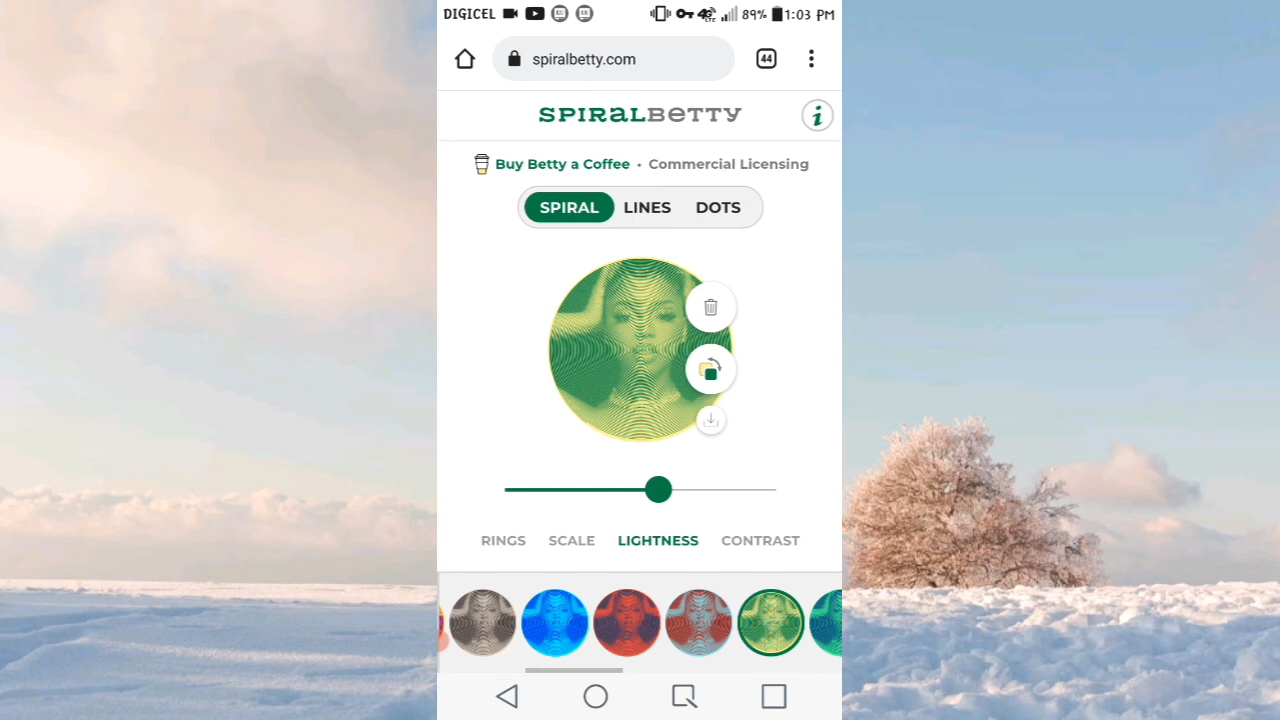 DIGICEL 89% 1:03 PM
spiralbetty.com 44
SPIRALBETTY i
Buy Betty a Coffee • Commercial Licensing
SPIRAL LINES DOTS
RINGS SCALE LIGHTNESS CONTRAST